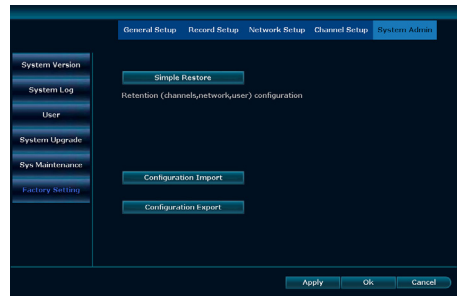 General Setup Record Setup Network Setup Channel Setup System Admin
System Version
System Log
User
System Upgrade
Sys Maintenance
Factory Setting
Simple Restore
Retention (channels,network,user) configuration
Configuration Import
Configuration Export
Apply Ok Cancel